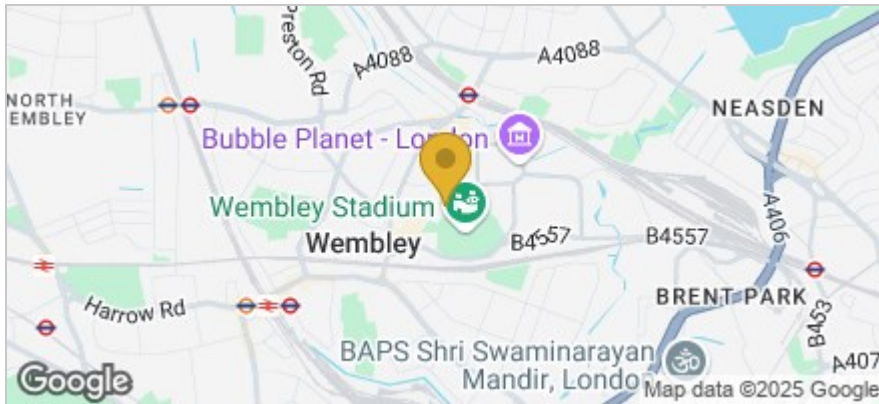 Preston Rd
A4088
A4088
NORTH
EMBLEY
NEASDEN
Bubble Planet - London
Wembley Stadium
Wembley
B4557
B4557
A406
Harrow Rd
BRENT PARK
B453
BAPS Shri Swaminarayan
Mandir, London
A407
Google
Map data ©2025 Google